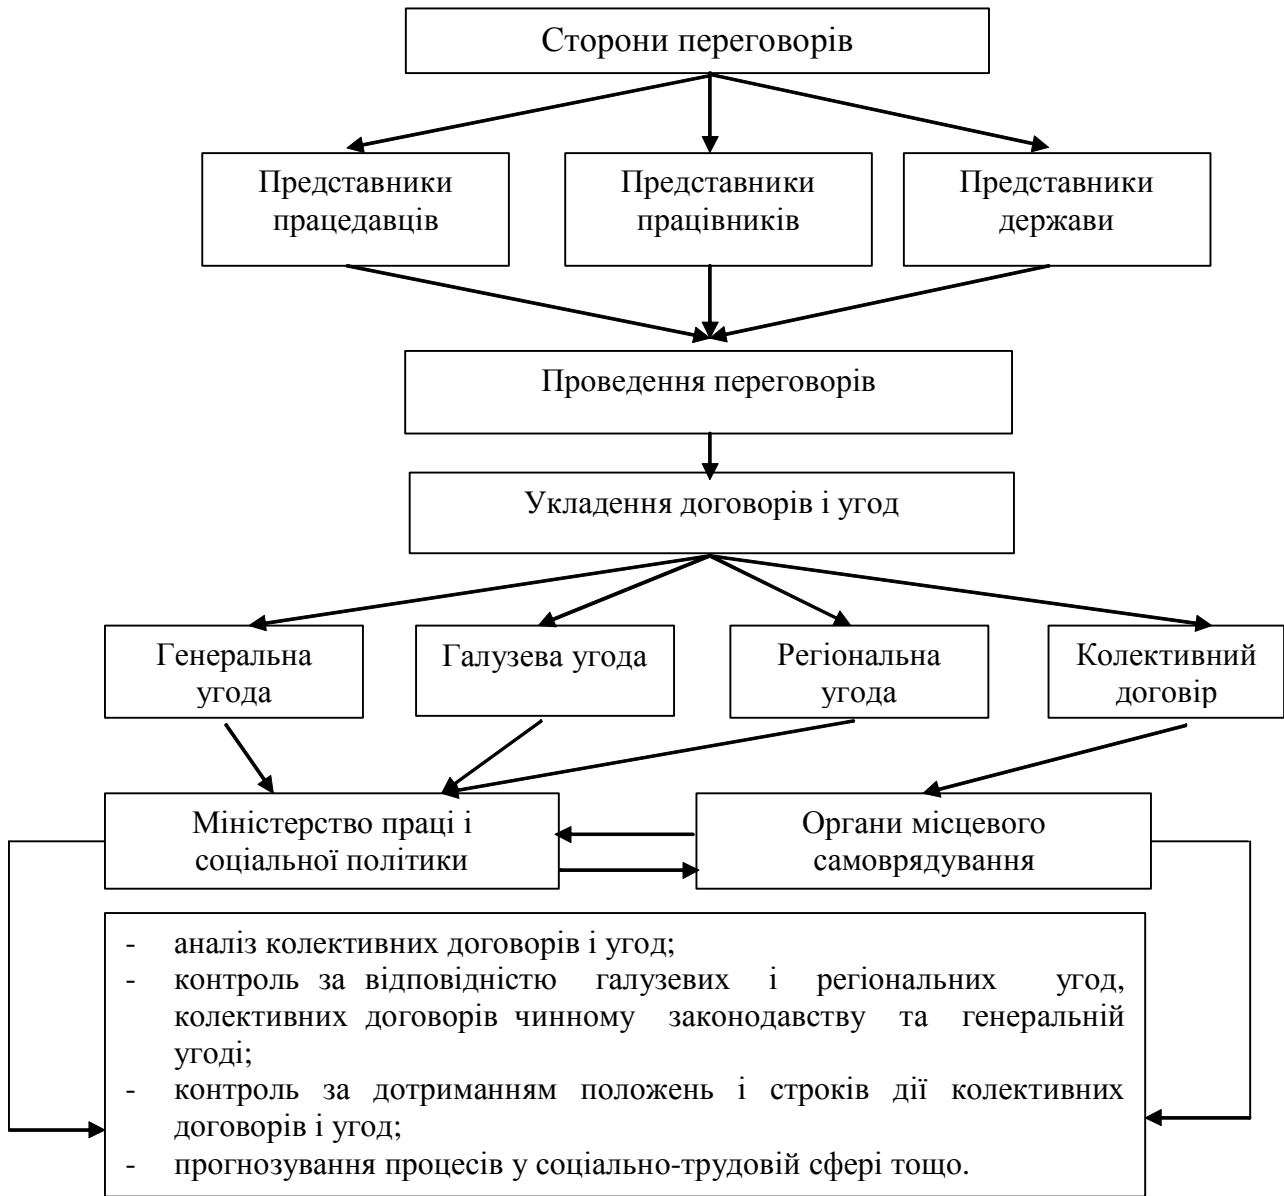 Сторони переговорів
Представники
працедавців
Представники
працівників
Представники
держави
Проведення переговорів
Укладення договорів і угод
Генеральна
угода
Галузева угода
Регіональна
угода
Колективний
договір
Міністерство праці і
соціальної політики
Органи місцевого
самоврядування
- аналіз колективних договорів і угод;
- контроль за відповідністю галузевих і регіональних угод,
колективних договорів чинному законодавству та генеральній
угоді;
- контроль за дотриманням положень і строків дії колективних
договорів і угод;
- прогнозування процесів у соціально-трудовій сфері тощо.